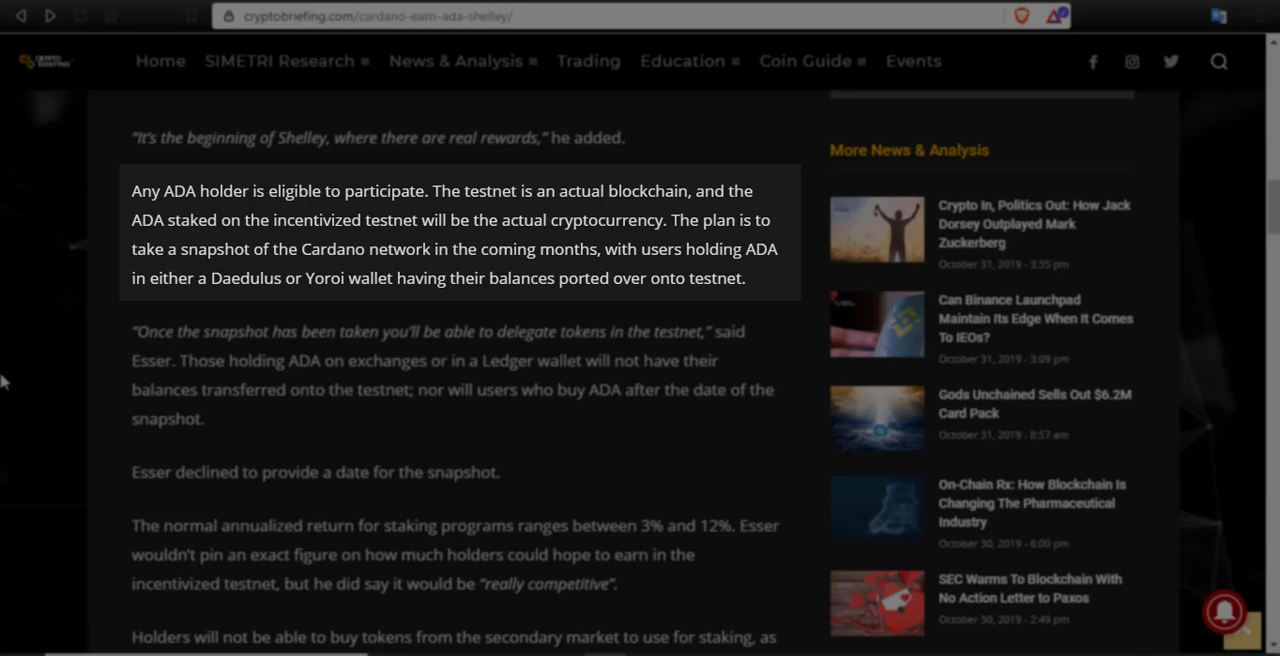 cryptobriefing.com/cardano-earn-ada-shelley/
CRYPTO
BRIEFING
Home SIMETRI Research News & Analysis Trading Education Coin Guide Events
"It's the beginning of Shelley, where there are real rewards," he added.
Any ADA holder is eligible to participate. The testnet is an actual blockchain, and the
ADA staked on the incentivized testnet will be the actual cryptocurrency. The plan is to
take a snapshot of the Cardano network in the coming months, with users holding ADA
in either a Daedulus or Yoroi wallet having their balances ported over onto testnet.
"Once the snapshot has been taken you'll be able to delegate tokens in the testnet," said
Esser. Those holding ADA on exchanges or in a Ledger wallet will not have their
balances transferred onto the testnet; nor will users who buy ADA after the date of the
snapshot.
Esser declined to provide a date for the snapshot.
The normal annualized return for staking programs ranges between 3% and 12%. Esser
wouldn't pin an exact figure on how much holders could hope to earn in the
incentivized testnet, but he did say it would be "really competitive".
Holders will not be able to buy tokens from the secondary market to use for staking, as
More News & Analysis
Crypto In, Politics Out: How Jack
Dorsey Outplayed Mark
Zuckerberg
October 31, 2019 - 3:35 pm
Can Binance Launchpad
Maintain Its Edge When It Comes
To IEOs?
October 31, 2019 - 3:09 pm
Gods Unchained Sells Out $6.2M
Card Pack
October 31, 2019 - 8:57 am
On-Chain Rx: How Blockchain Is
Changing The Pharmaceutical
Industry
October 30, 2019 - 6:00 pm
SEC Warms To Blockchain With
No Action Letter to Paxos
October 30, 2019 - 2:49 pm